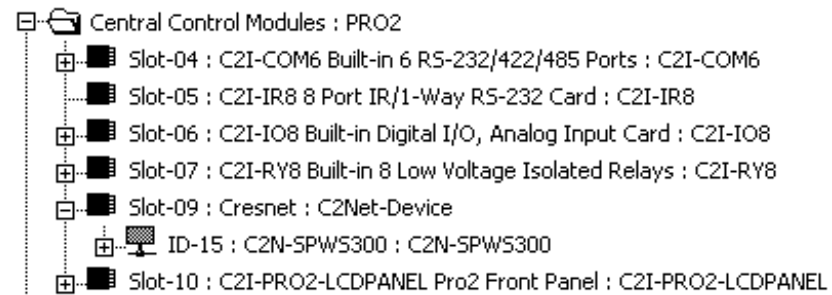 Central Control Modules : PRO2
Slot-04 : C2I-COM6 Built-in 6 RS-232/422/485 Ports : C2I-COM6
Slot-05 : C2I-IR8 8 Port IR/1-Way RS-232 Card : C2I-IR8
Slot-06 : C2I-IO8 Built-in Digital I/O, Analog Input Card : C2I-IO8
Slot-07 : C2I-RY8 Built-in 8 Low Voltage Isolated Relays : C2I-RY8
Slot-09 : Cresnet : C2Net-Device
ID-15 : C2N-SPWS300 : C2N-SPWS300
Slot-10 : C2I-PRO2-LCDPANEL Pro2 Front Panel : C2I-PRO2-LCDPANEL